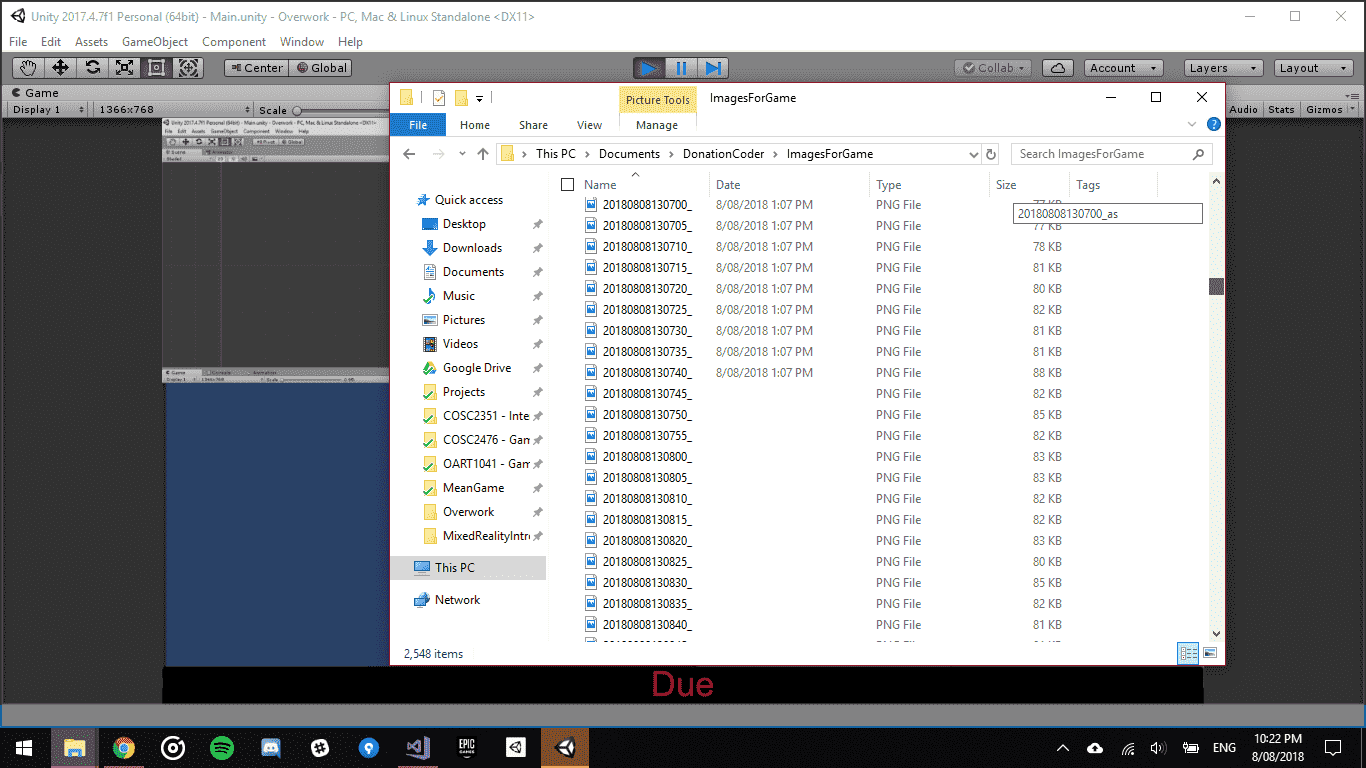 Unity 2017.4.7f1 Personal (64bit) - Main.unity - Overwork - PC, Mac & Linux Standalone <DX11>
File Edit Assets GameObject Component Window Help
Center Global Collab Account Layers Layout
Game
Display 1 1366x768 Scale Audio Stats Gizmos
Picture Tools ImagesForGame
File Home Share View Manage
This PC > Documents > DonationCoder > ImagesForGame Search ImagesForGame
Name Date Type Size Tags
Quick access
Desktop
Downloads
Documents
Music
Pictures
Videos
Google Drive
Projects
COSC2351 - Inte
COSC2476 - Gam
OART1041 - Gam
MeanGame
Overwork
MixedRealityIntr
This PC
Network
20180808130700_ 8/08/2018 1:07 PM PNG File 77 KB
20180808130700_as
20180808130705_ 8/08/2018 1:07 PM PNG File 77 KB
20180808130710_ 8/08/2018 1:07 PM PNG File 78 KB
20180808130715_ 8/08/2018 1:07 PM PNG File 81 KB
20180808130720_ 8/08/2018 1:07 PM PNG File 80 KB
20180808130725_ 8/08/2018 1:07 PM PNG File 82 KB
20180808130730_ 8/08/2018 1:07 PM PNG File 81 KB
20180808130735_ 8/08/2018 1:07 PM PNG File 81 KB
20180808130740_ 8/08/2018 1:07 PM PNG File 88 KB
20180808130745_ PNG File 82 KB
20180808130750_ PNG File 85 KB
20180808130755_ PNG File 82 KB
20180808130800_ PNG File 83 KB
20180808130805_ PNG File 83 KB
20180808130810_ PNG File 82 KB
20180808130815_ PNG File 82 KB
20180808130820_ PNG File 83 KB
20180808130825_ PNG File 80 KB
20180808130830_ PNG File 85 KB
20180808130835_ PNG File 82 KB
20180808130840_ PNG File 81 KB
2,548 items
Due
EPIC GAMES
ENG
10:22 PM
8/08/2018